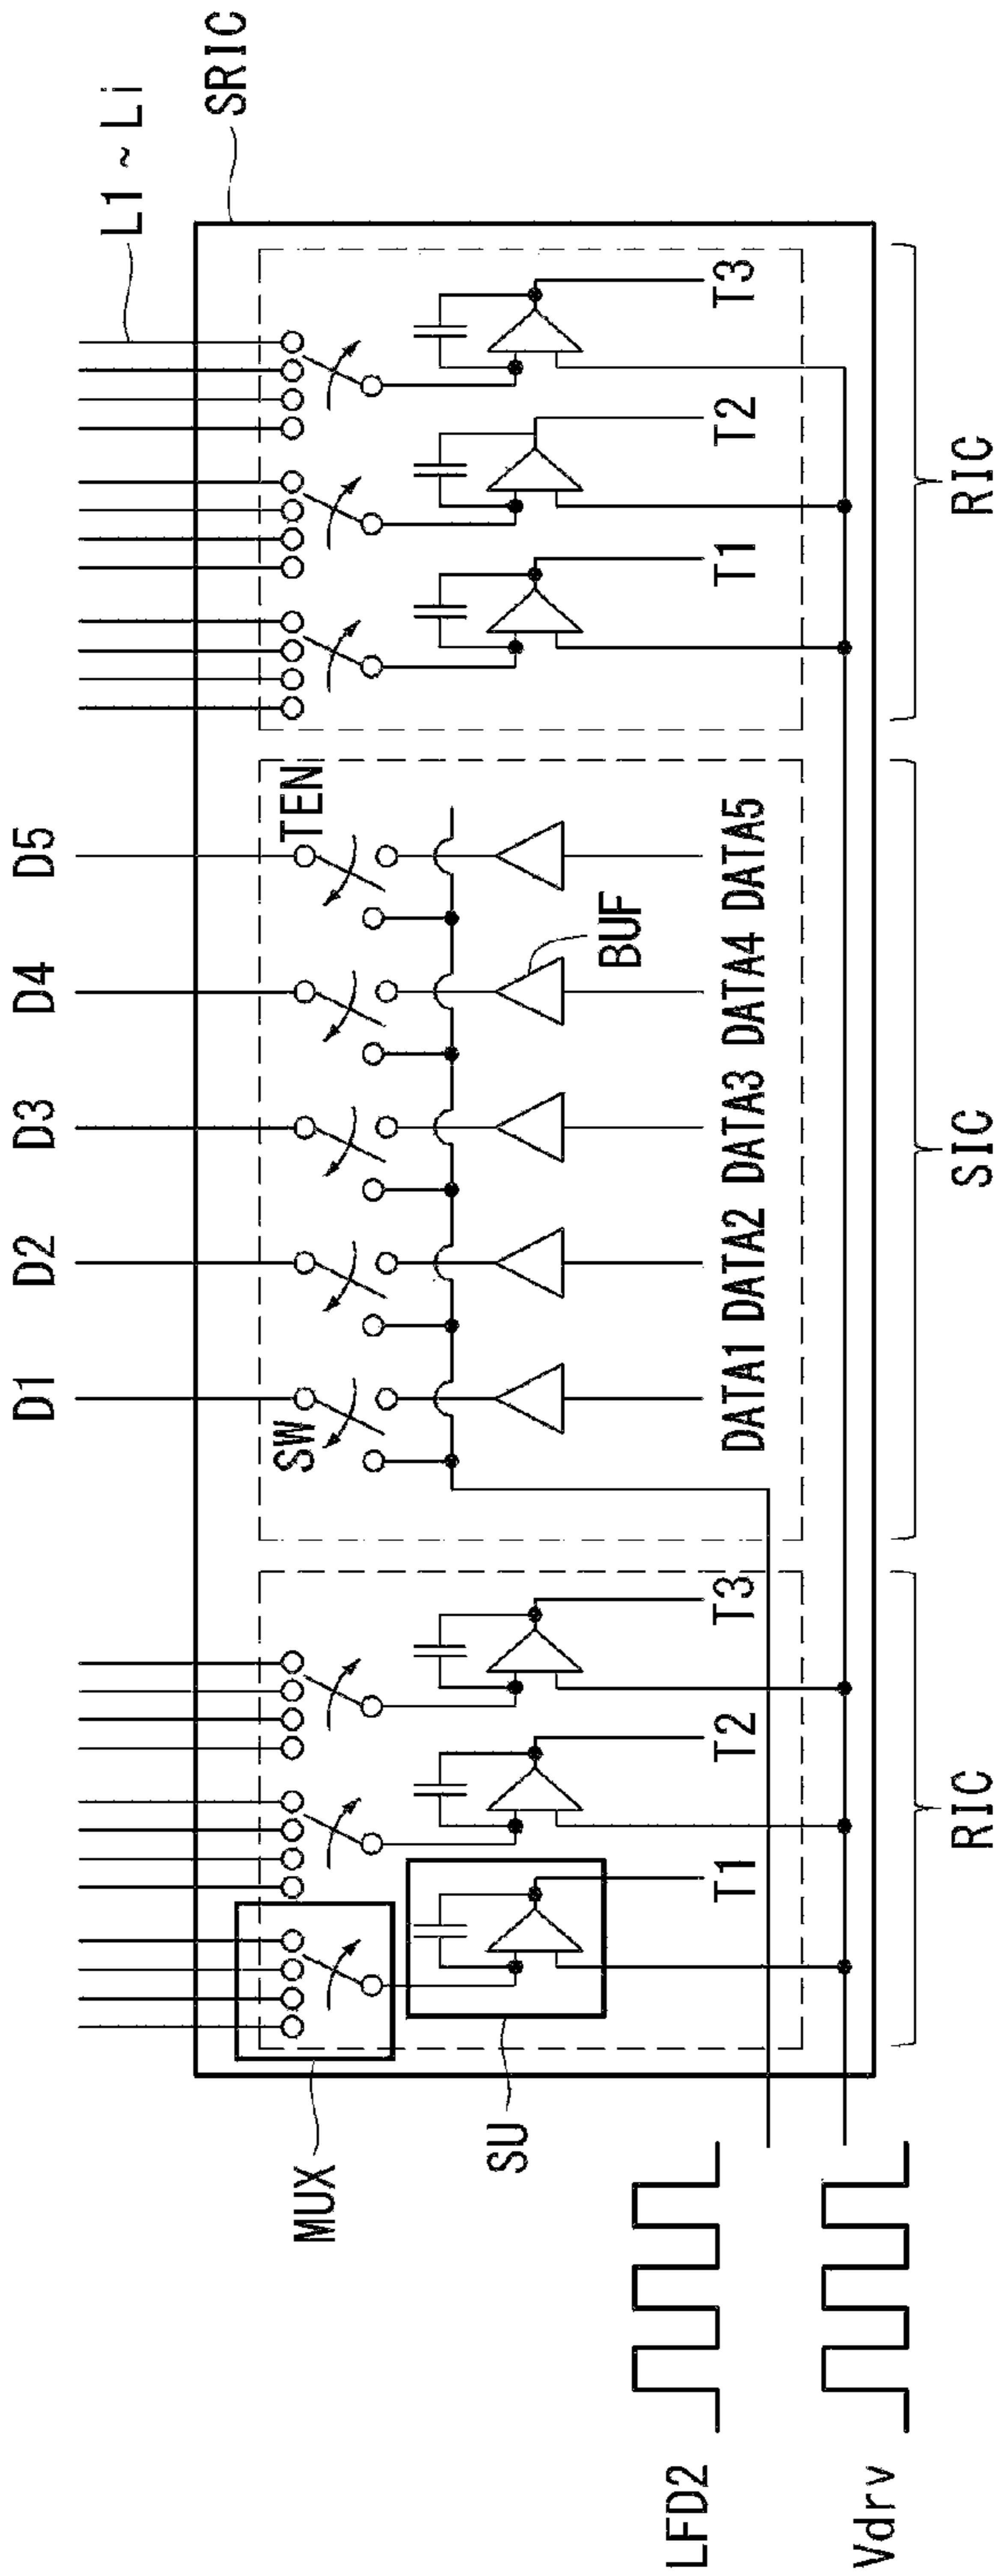 L1~Li
SRIC
D1 D2 D3 D4 D5
MUX
SW
TEN
SU
BUF
T1 T2 T3
DATA1 DATA2 DATA3 DATA4 DATA5
T1 T2 T3
LFD2
Vdrv
RIC
SIC
RIC